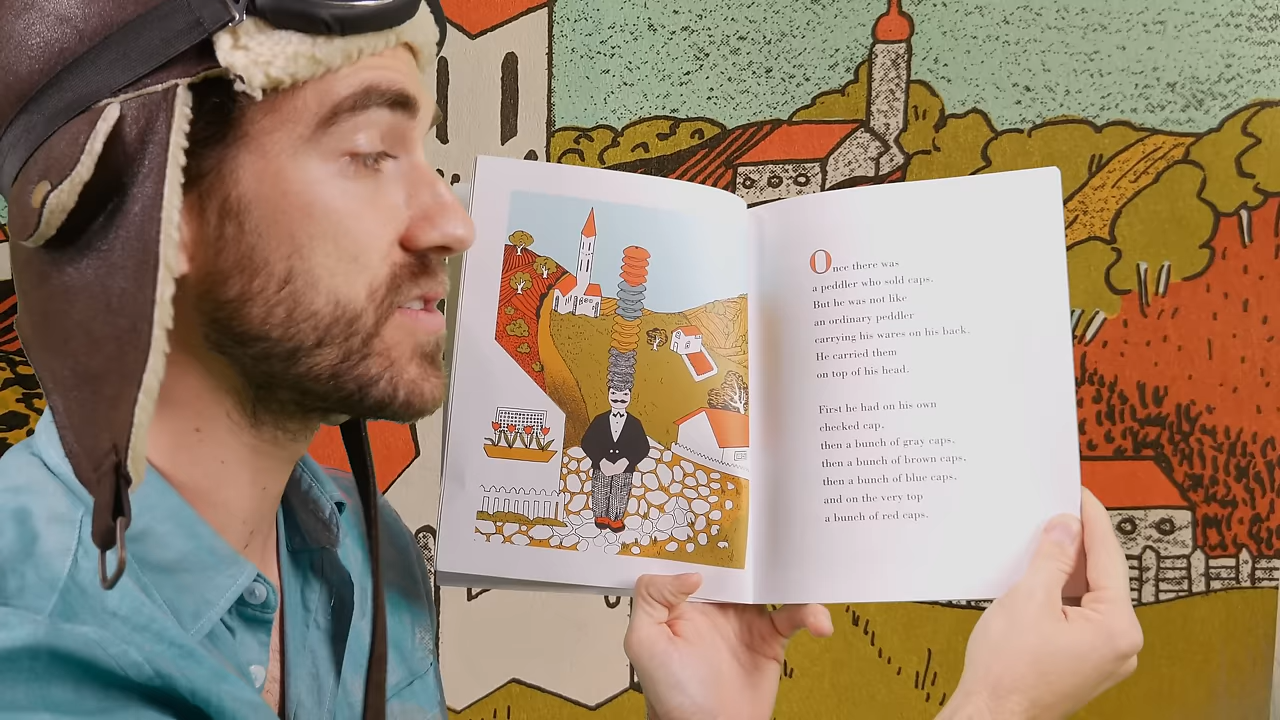 Once there was
a peddler who sold caps.
But he was not like
an ordinary peddler
carrying his wares on his back.
He carried them
on top of his head.
First he had on his own
checked cap,
then a bunch of gray caps,
then a bunch of brown caps,
then a bunch of blue caps,
and on the very top
a bunch of red caps.